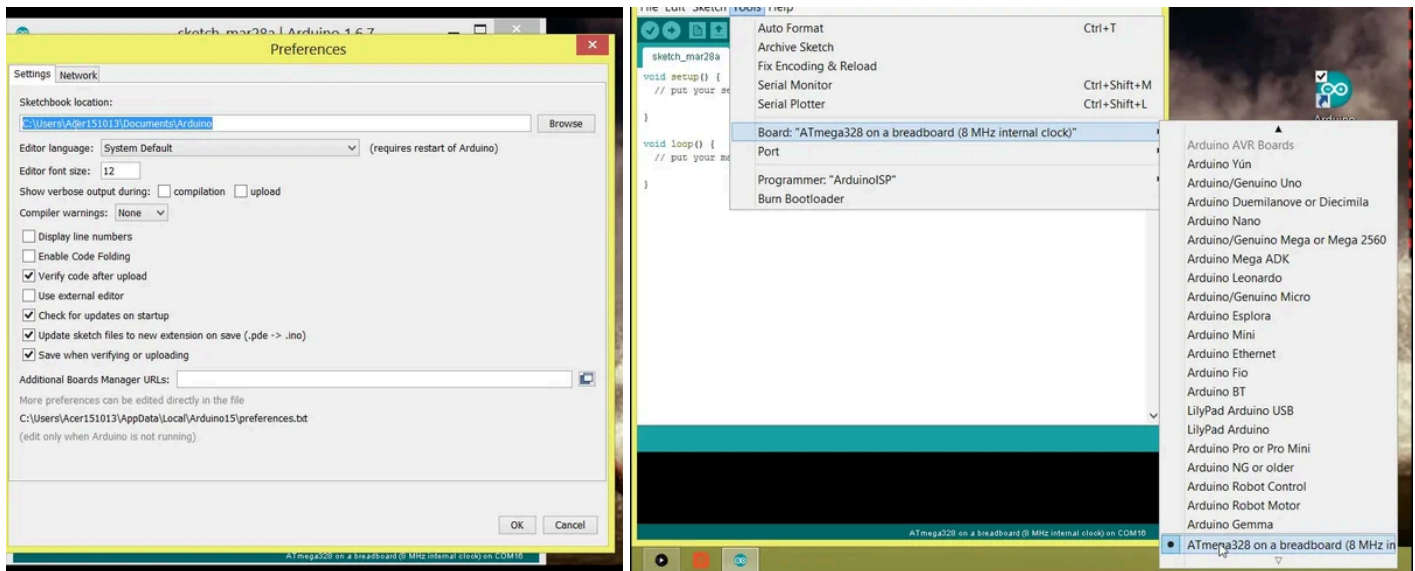 sketch_mar28a | Arduino 1.6.7
Preferences
Settings Network
Sketchbook location:
C:\Users\Acer151013\Documents\Arduino
Browse
Editor language: System Default (requires restart of Arduino)
Editor font size: 12
Show verbose output during: compilation upload
Compiler warnings: None
Display line numbers
Enable Code Folding
Verify code after upload
Use external editor
Check for updates on startup
Update sketch files to new extension on save (.pde -> .ino)
Save when verifying or uploading
Additional Boards Manager URLs:
More preferences can be edited directly in the file
C:\Users\Acer151013\AppData\Local\Arduino15\preferences.txt
(edit only when Arduino is not running)
OK Cancel
ATmega328 on a breadboard (8 MHz internal clock) on COM16
File Edit Sketch Tools Help
sketch_mar28a
void setup() {
// put your se
}
void loop() {
// put your ma
}
Auto Format Ctrl+T
Archive Sketch
Fix Encoding & Reload
Serial Monitor Ctrl+Shift+M
Serial Plotter Ctrl+Shift+L
Board: "ATmega328 on a breadboard (8 MHz internal clock)"
Port
Programmer: "ArduinoISP"
Burn Bootloader
Arduino
Arduino AVR Boards
Arduino Yún
Arduino/Genuino Uno
Arduino Duemilanove or Diecimila
Arduino Nano
Arduino/Genuino Mega or Mega 2560
Arduino Mega ADK
Arduino Leonardo
Arduino/Genuino Micro
Arduino Esplora
Arduino Mini
Arduino Ethernet
Arduino Fio
Arduino BT
LilyPad Arduino USB
LilyPad Arduino
Arduino Pro or Pro Mini
Arduino NG or older
Arduino Robot Control
Arduino Robot Motor
Arduino Gemma
ATmega328 on a breadboard (8 MHz in
ATmega328 on a breadboard (8 MHz internal clock) on COM16